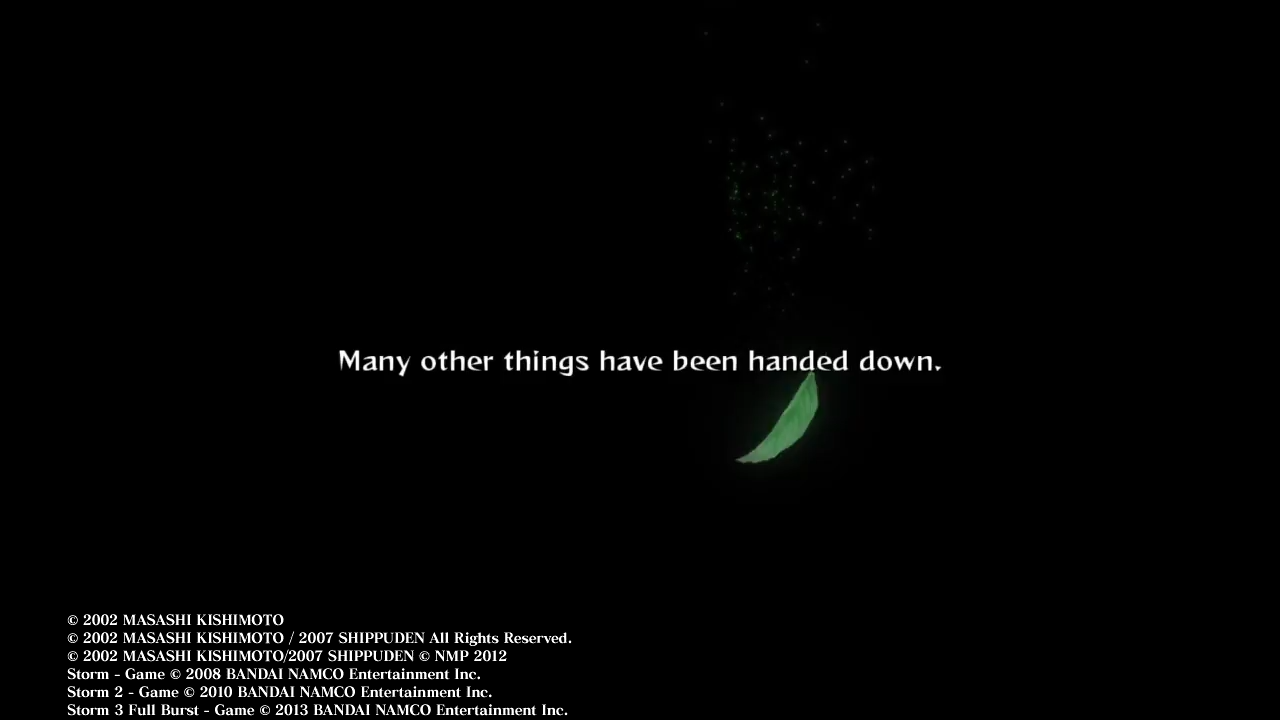 Many other things have been handed down.
© 2002 MASASHI KISHIMOTO
© 2002 MASASHI KISHIMOTO / 2007 SHIPPUDEN All Rights Reserved.
© 2002 MASASHI KISHIMOTO/2007 SHIPPUDEN © NMP 2012
Storm - Game © 2008 BANDAI NAMCO Entertainment Inc.
Storm 2 - Game © 2010 BANDAI NAMCO Entertainment Inc.
Storm 3 Full Burst - Game © 2013 BANDAI NAMCO Entertainment Inc.